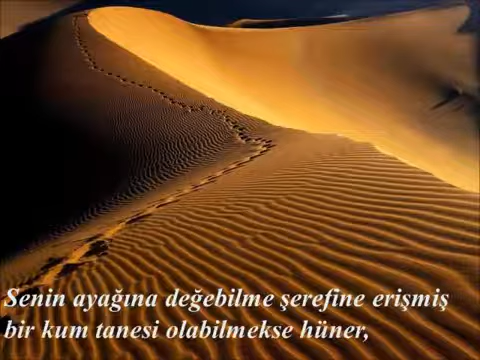 Senin ayağına değebilme şerefine erişmiş
bir kum tanesi olabilmekse hüner,